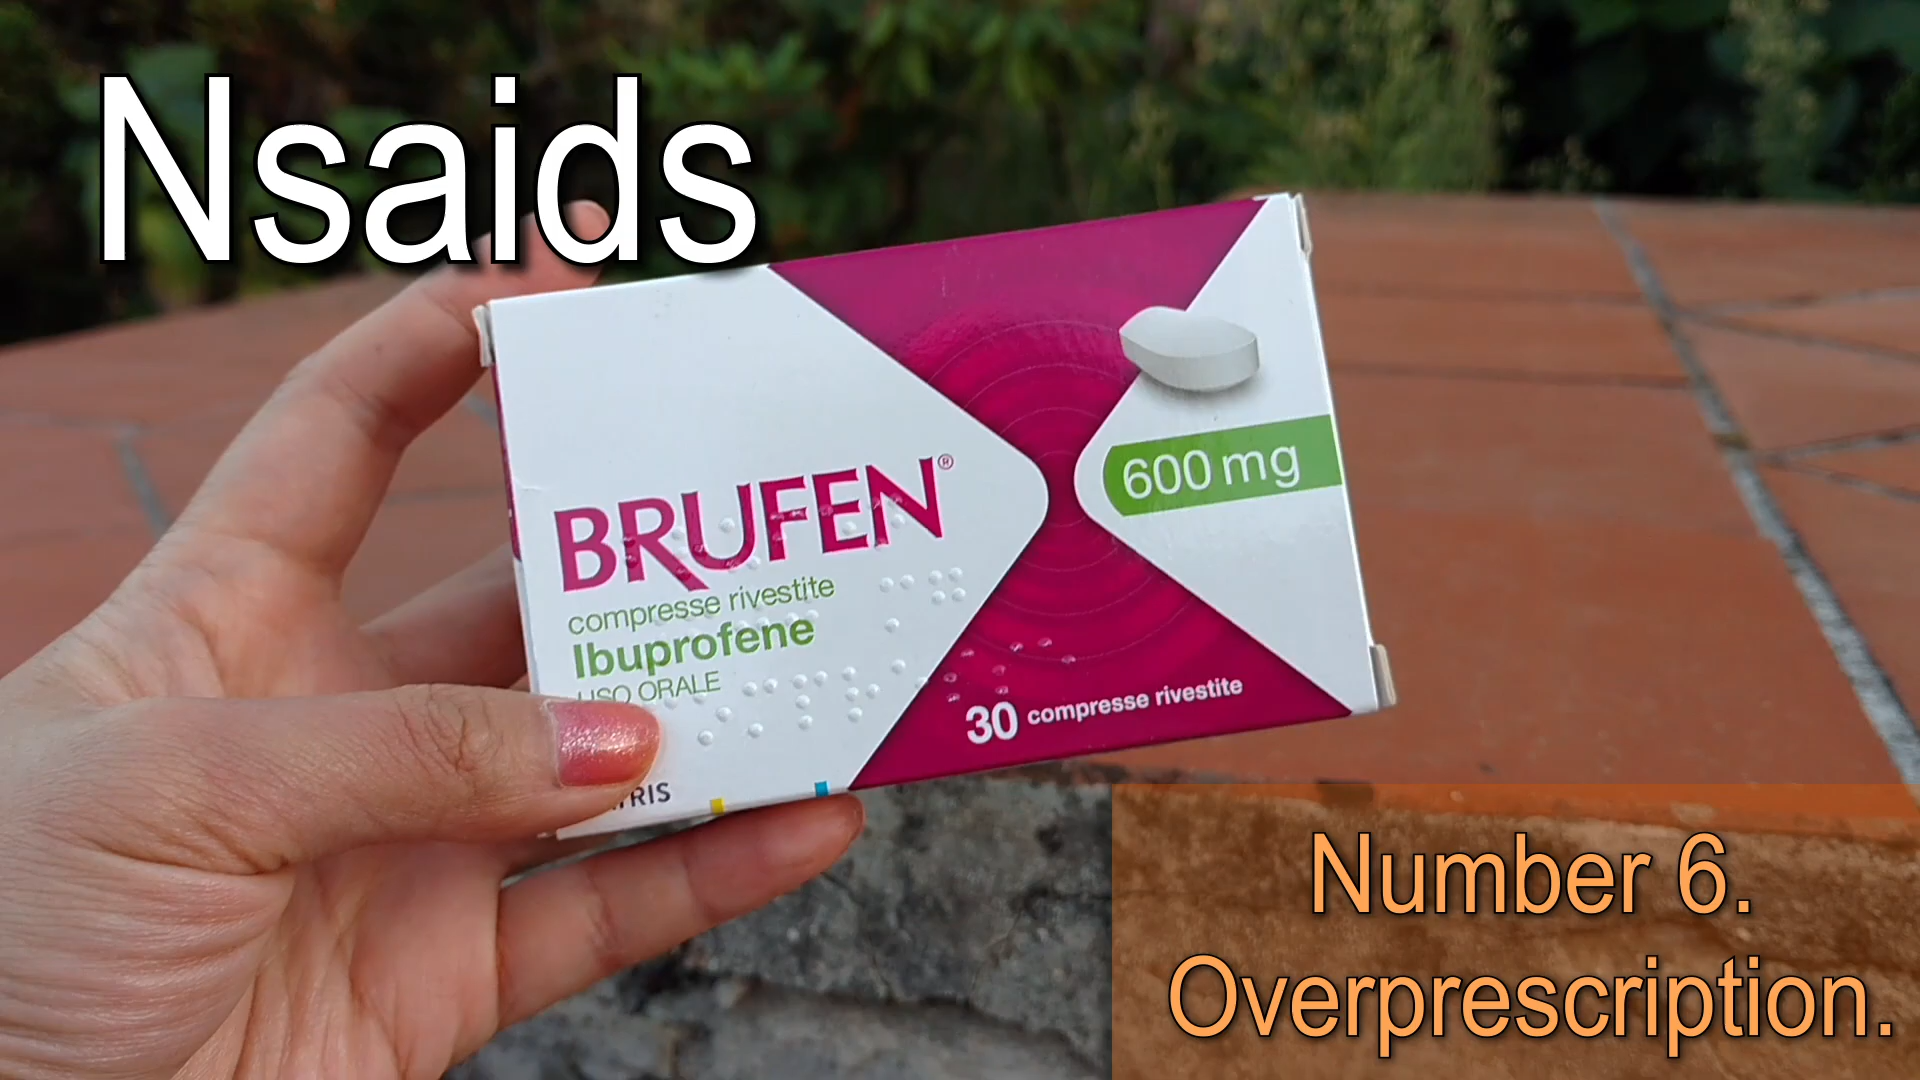 Nsaids
BRUFEN®
compresse rivestite
Ibuprofene
USO ORALE
600 mg
30 compresse rivestite
Number 6.
Overprescription.